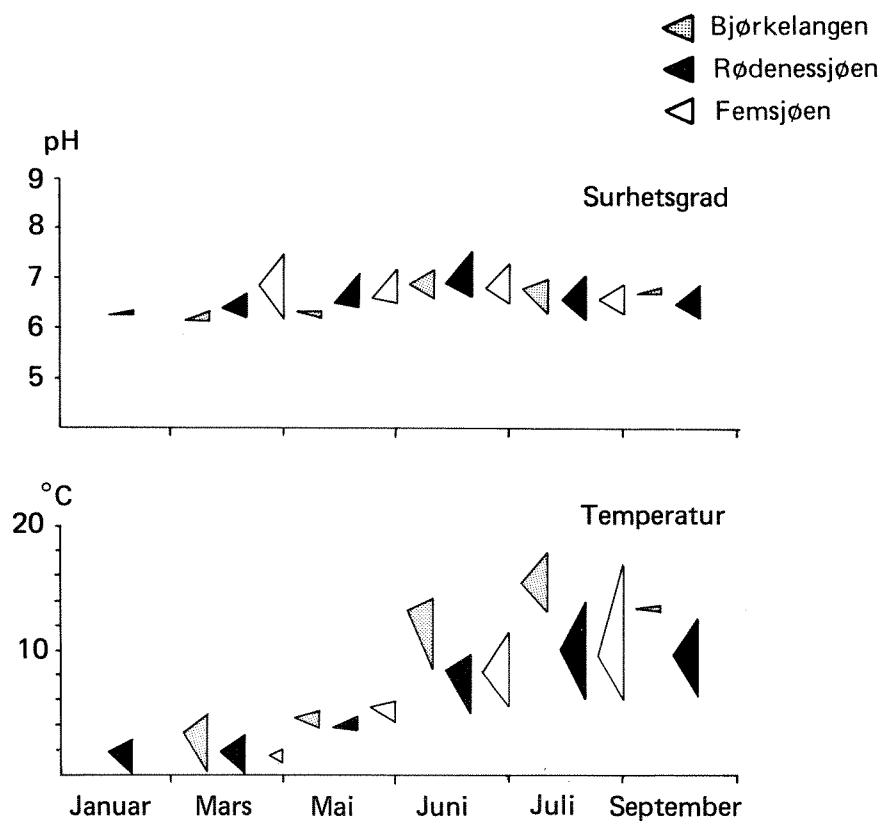 Bjørkelangen
Rødenessjøen
Femsjøen
pH
9
Surhetsgrad
8
7
6
5
°C
20
Temperatur
10
Januar Mars Mai Juni Juli September